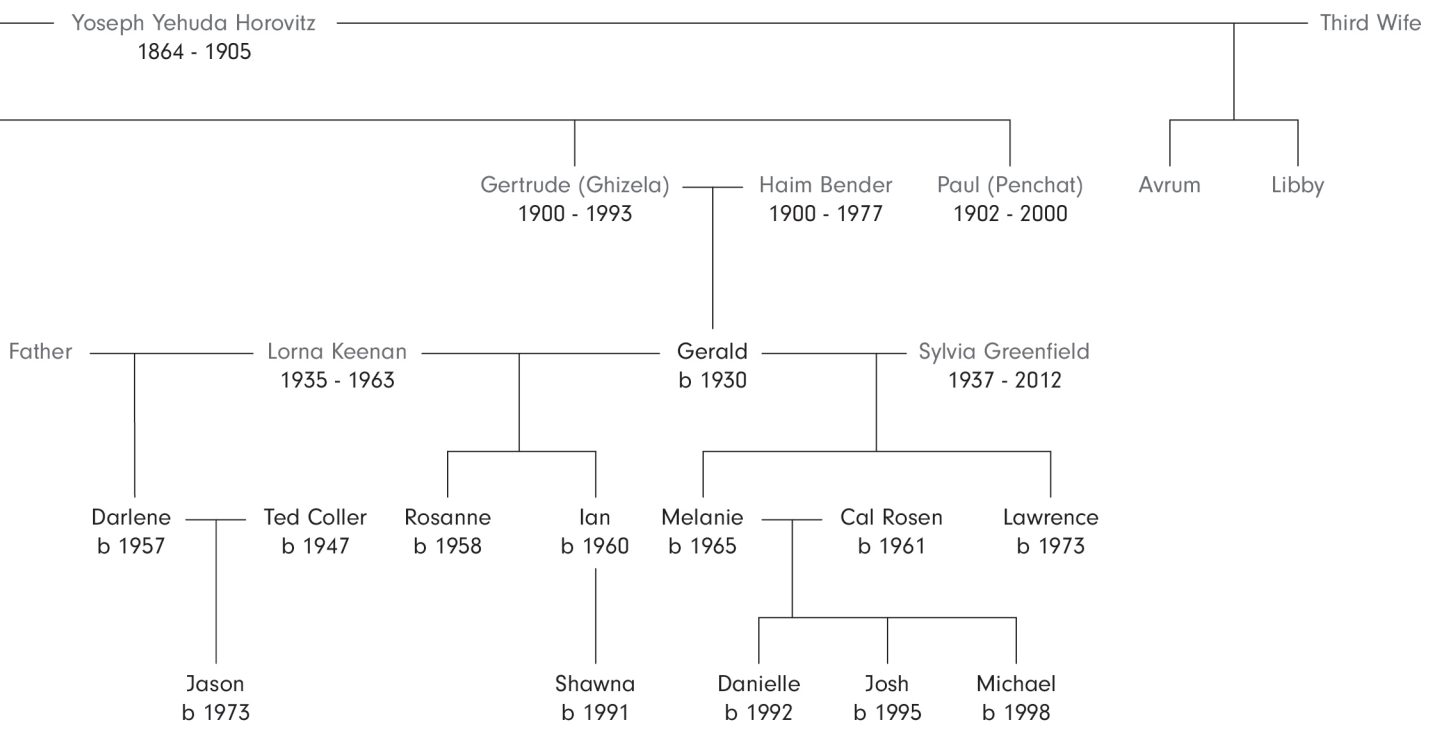 Yoseph Yehuda Horovitz
1864 - 1905
Third Wife
Gertrude (Ghizela)
1900 - 1993
Haim Bender
1900 - 1977
Paul (Penchat)
1902 - 2000
Avrum
Libby
Father
Lorna Keenan
1935 - 1963
Gerald
b 1930
Sylvia Greenfield
1937 - 2012
Darlene
b 1957
Ted Coller
b 1947
Rosanne
b 1958
Ian
b 1960
Melanie
b 1965
Cal Rosen
b 1961
Lawrence
b 1973
Jason
b 1973
Shawna
b 1991
Danielle
b 1992
Josh
b 1995
Michael
b 1998